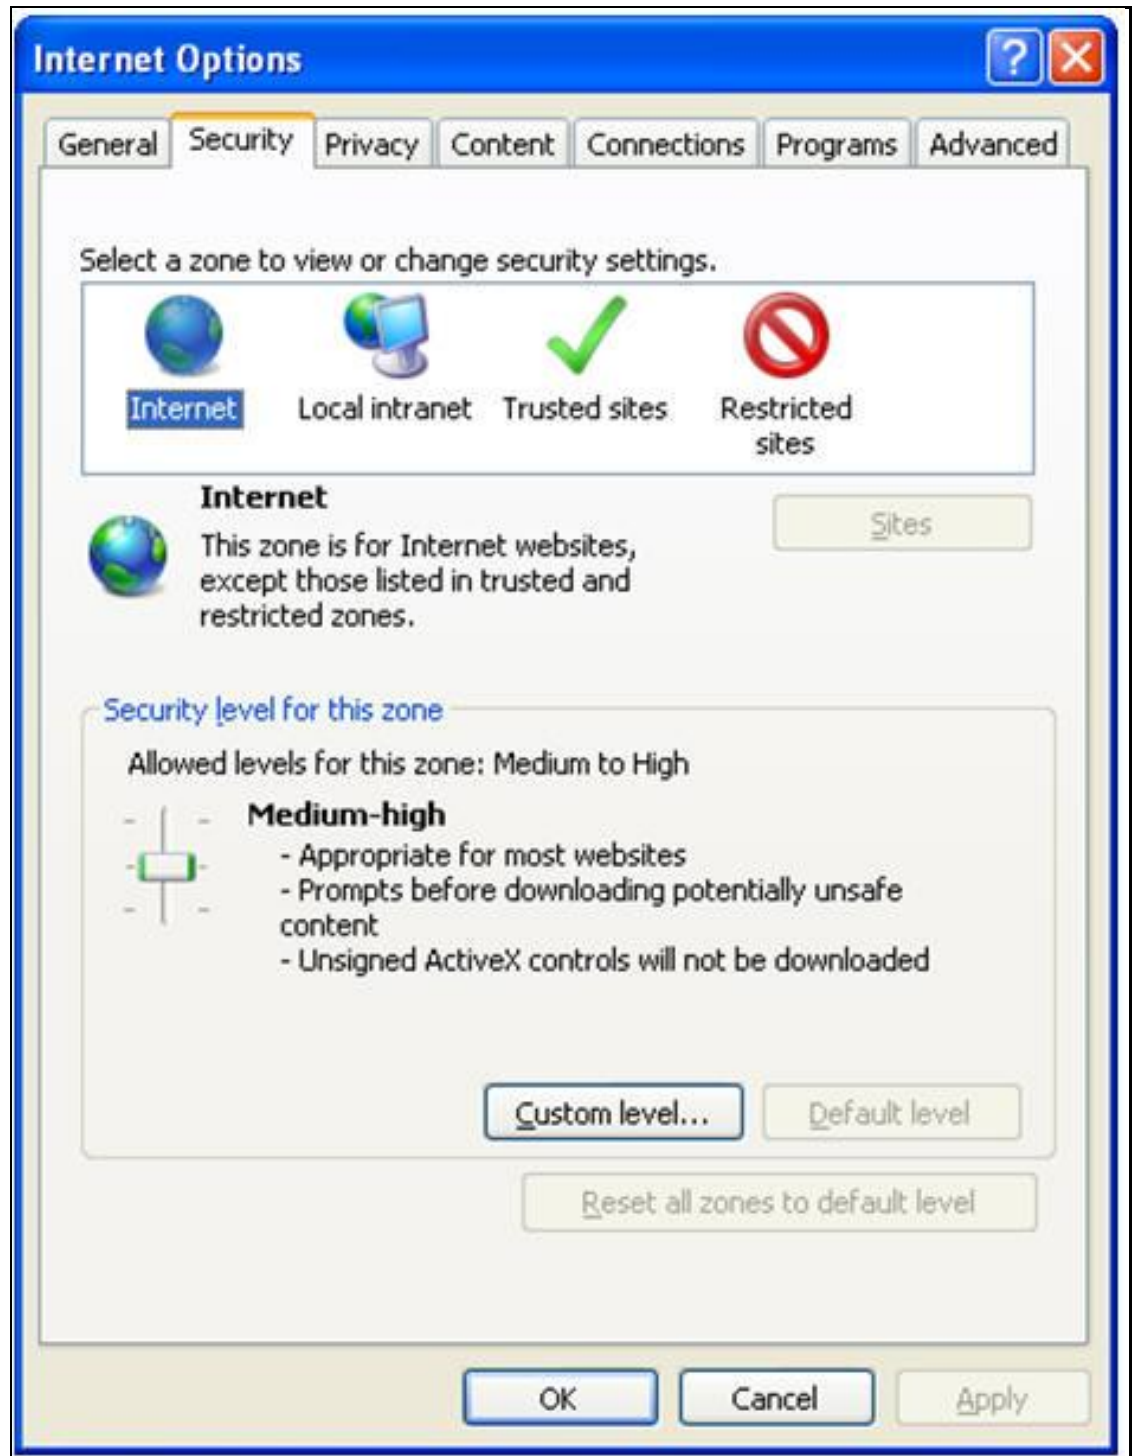 Internet Options
?
General Security Privacy Content Connections Programs Advanced
Select a zone to view or change security settings.
Internet Local intranet Trusted sites Restricted
sites
Internet
Sites
This zone is for Internet websites,
except those listed in trusted and
restricted zones.
Security level for this zone
Allowed levels for this zone: Medium to High
Medium-high
- Appropriate for most websites
- Prompts before downloading potentially unsafe
content
- Unsigned ActiveX controls will not be downloaded
Custom level... Default level
Reset all zones to default level
OK Cancel Apply